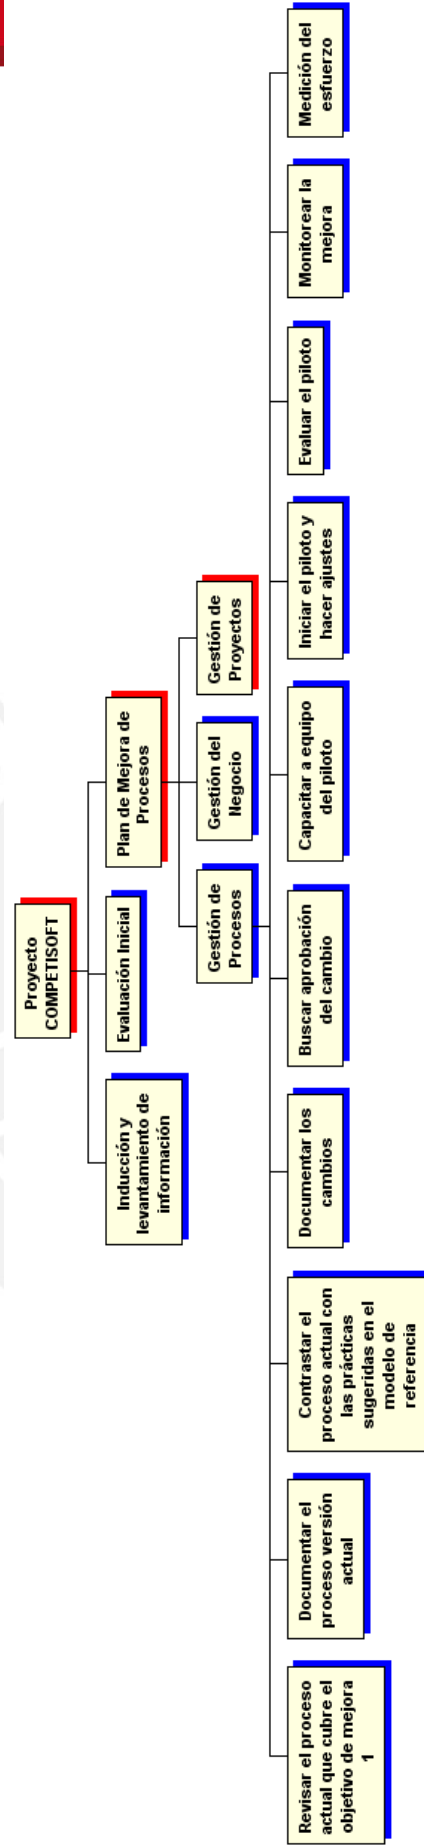 Proyecto
COMPETISOFT
Inducción y
levantamiento de
información
Evaluación Inicial
Plan de Mejora de
Procesos
Gestión de
Procesos
Gestión del
Negocio
Gestión de
Proyectos
Revisar el proceso
actual que cubre el
objetivo de mejora
1
Documentar el
proceso versión
actual
Contrastar el
proceso actual con
las prácticas
sugeridas en el
modelo de
referencia
Documentar los
cambios
Buscar aprobación
del cambio
Capacitar a equipo
del piloto
Iniciar el piloto y
hacer ajustes
Evaluar el piloto
Monitorear la
mejora
Medición del
esfuerzo